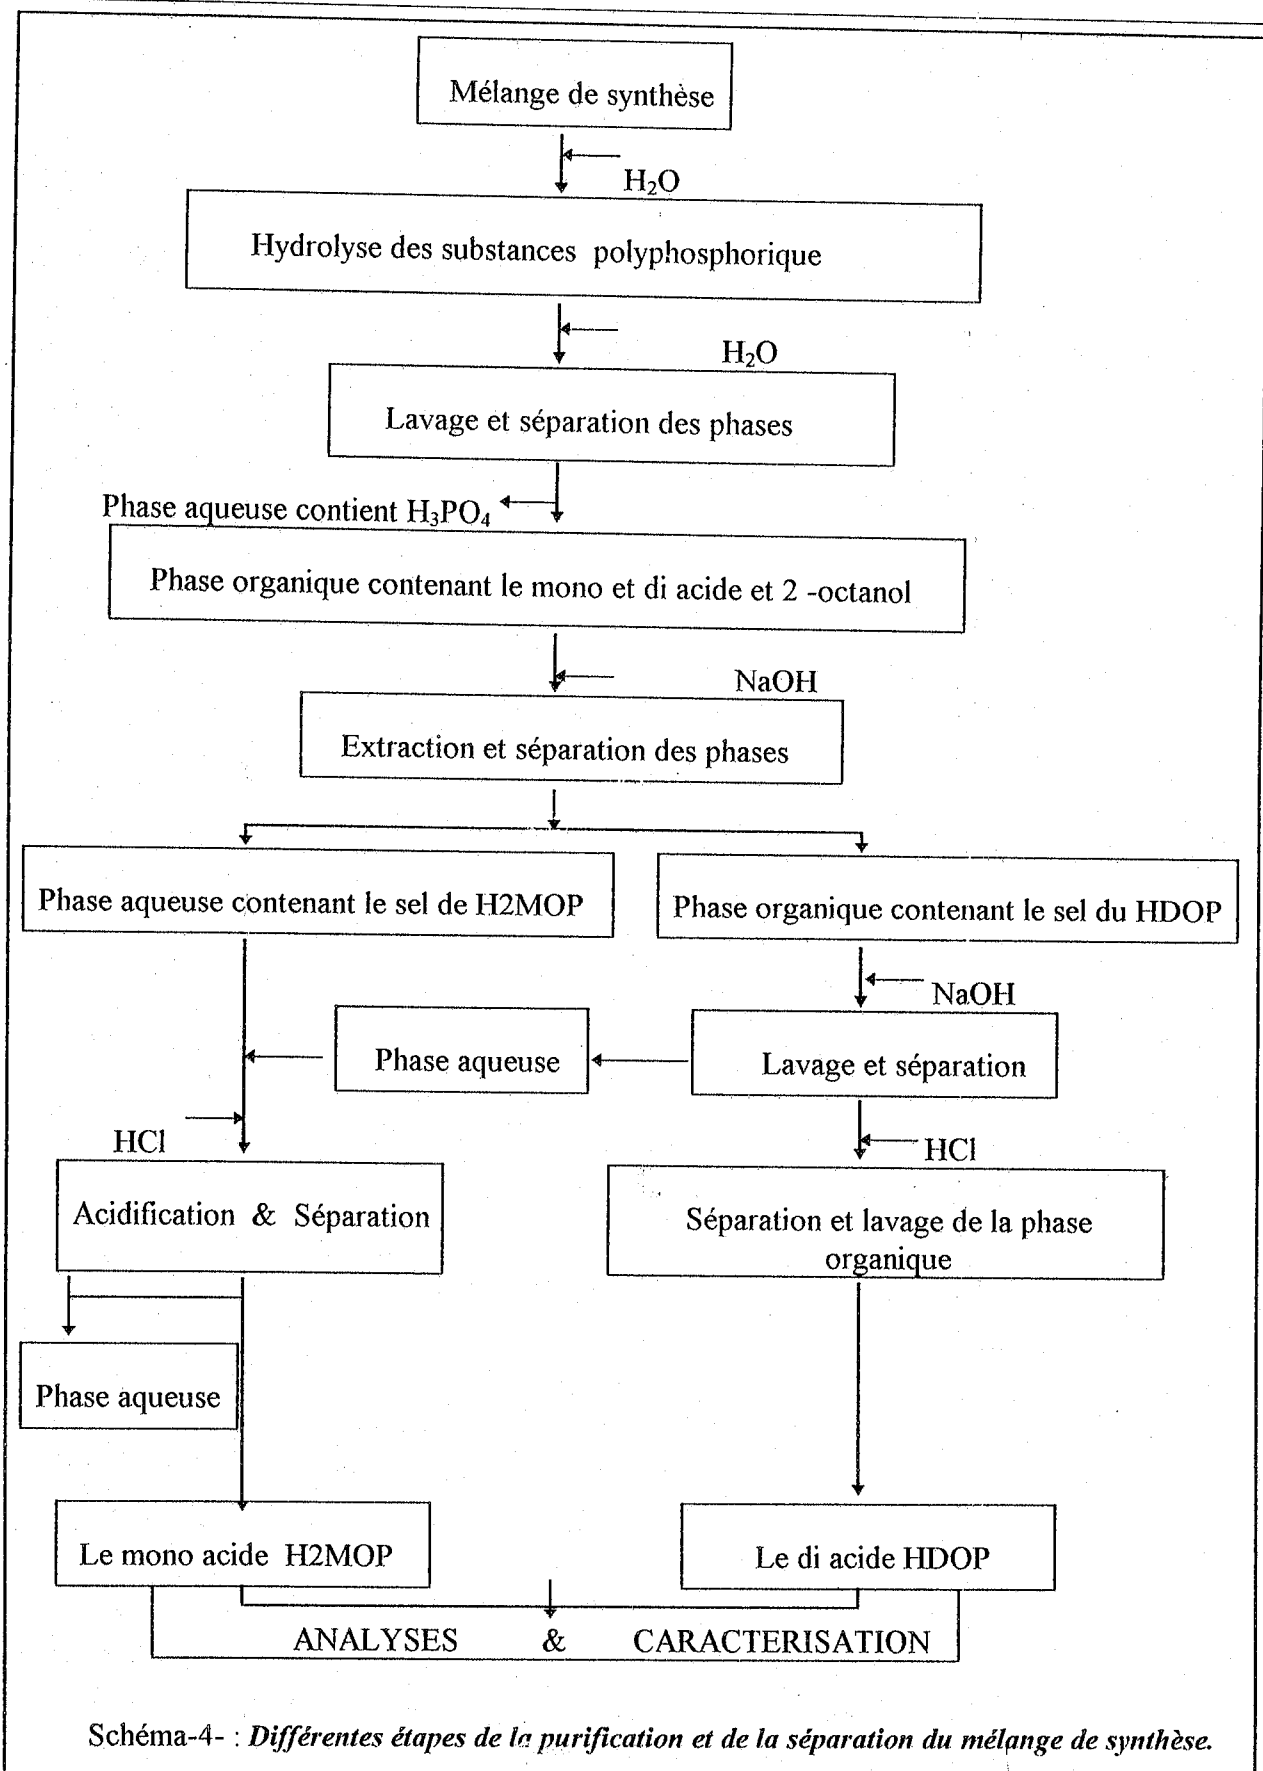 Mélange de synthèse
H₂O
Hydrolyse des substances polyphosphorique
H₂O
Lavage et séparation des phases
Phase aqueuse contient H₃PO₄
Phase organique contenant le mono et di acide et 2 -octanol
NaOH
Extraction et séparation des phases
Phase aqueuse contenant le sel de H2MOP
Phase organique contenant le sel du HDOP
NaOH
Phase aqueuse
Lavage et séparation
HCl
HCl
Acidification & Séparation
Séparation et lavage de la phase
organique
Phase aqueuse
Le mono acide H2MOP
Le di acide HDOP
ANALYSES & CARACTERISATION
Schéma-4- : Différentes étapes de la purification et de la séparation du mélange de synthèse.